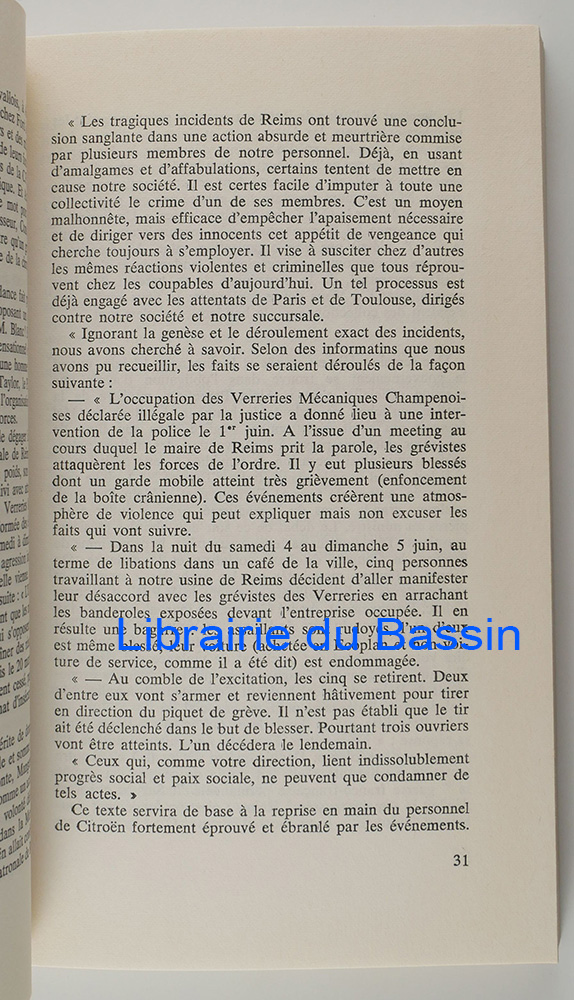 « Les tragiques incidents de Reims ont trouvé une conclu-
sion sanglante dans une action absurde et meurtrière commise
par plusieurs membres de notre personnel. Déjà, en usant
d'amalgames et d'affabulations, certains tentent de mettre en
cause notre société. Il est certes facile d'imputer à toute une
collectivité le crime d'un de ses membres. C'est un moyen
malhonnête, mais efficace d'empêcher l'apaisement nécessaire
et de diriger vers des innocents cet appétit de vengeance qui
cherche toujours à s'employer. Il vise à susciter chez d'autres
les mêmes réactions violentes et criminelles que tous réprou-
vent chez les coupables d'aujourd'hui. Un tel processus est
déjà engagé avec les attentats de Paris et de Toulouse, dirigés
contre notre société et notre succursale.
« Ignorant la genèse et le déroulement exact des incidents,
nous avons cherché à savoir. Selon des informatins que nous
avons pu recueillir, les faits se seraient déroulés de la façon
suivante :
— « L'occupation des Verreries Mécaniques Champenoi-
ses déclarée illégale par la justice a donné lieu à une inter-
vention de la police le 1er juin. A l'issue d'un meeting au
cours duquel le maire de Reims prit la parole, les grévistes
attaquèrent les forces de l'ordre. Il y eut plusieurs blessés
dont un garde mobile atteint très grièvement (enfoncement
de la boîte crânienne). Ces événements créèrent une atmos-
phère de violence qui peut expliquer mais non excuser les
faits qui vont suivre.
« — Dans la nuit du samedi 4 au dimanche 5 juin, au
terme de libations dans un café de la ville, cinq personnes
travaillant à notre usine de Reims décident d'aller manifester
leur désaccord avec les grévistes des Verreries en arrachant
les banderoles exposées devant l'entreprise occupée. Il en
résulte une
Librairie du Bassin
est même
ture de service, comme il a été dit) est endommagée.
« — Au comble de l'excitation, les cinq se retirent. Deux
d'entre eux vont s'armer et reviennent hâtivement pour tirer
en direction du piquet de grève. Il n'est pas établi que le tir
ait été déclenché dans le but de blesser. Pourtant trois ouvriers
vont être atteints. L'un décédera le lendemain.
« Ceux qui, comme votre direction, lient indissolublement
progrès social et paix sociale, ne peuvent que condamner de
tels actes. »
Ce texte servira de base à la reprise en main du personnel
de Citroën fortement éprouvé et ébranlé par les événements.
31